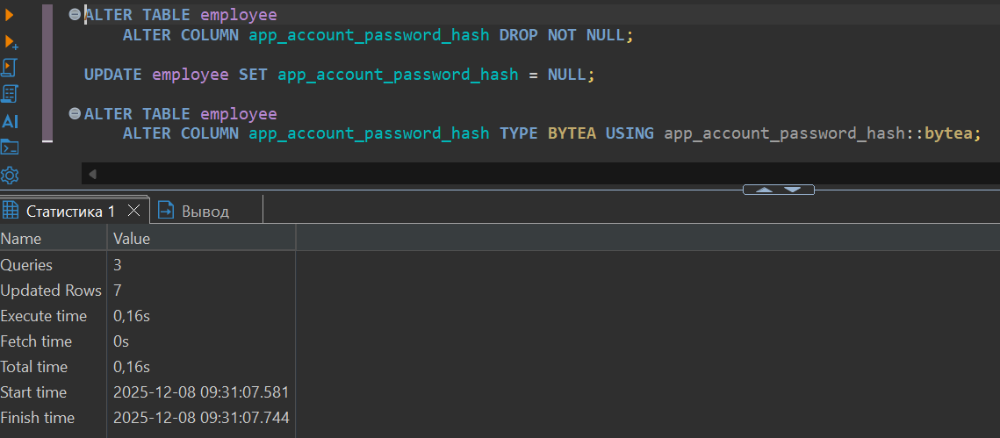 ALTER TABLE employee
ALTER COLUMN app_account_password_hash DROP NOT NULL;
UPDATE employee SET app_account_password_hash = NULL;
ALTER TABLE employee
ALTER COLUMN app_account_password_hash TYPE BYTEA USING app_account_password_hash::bytea;
AI
Статистика 1
Вывод
Name Value
Queries 3
Updated Rows 7
Execute time 0,16s
Fetch time 0s
Total time 0,16s
Start time 2025-12-08 09:31:07.581
Finish time 2025-12-08 09:31:07.744